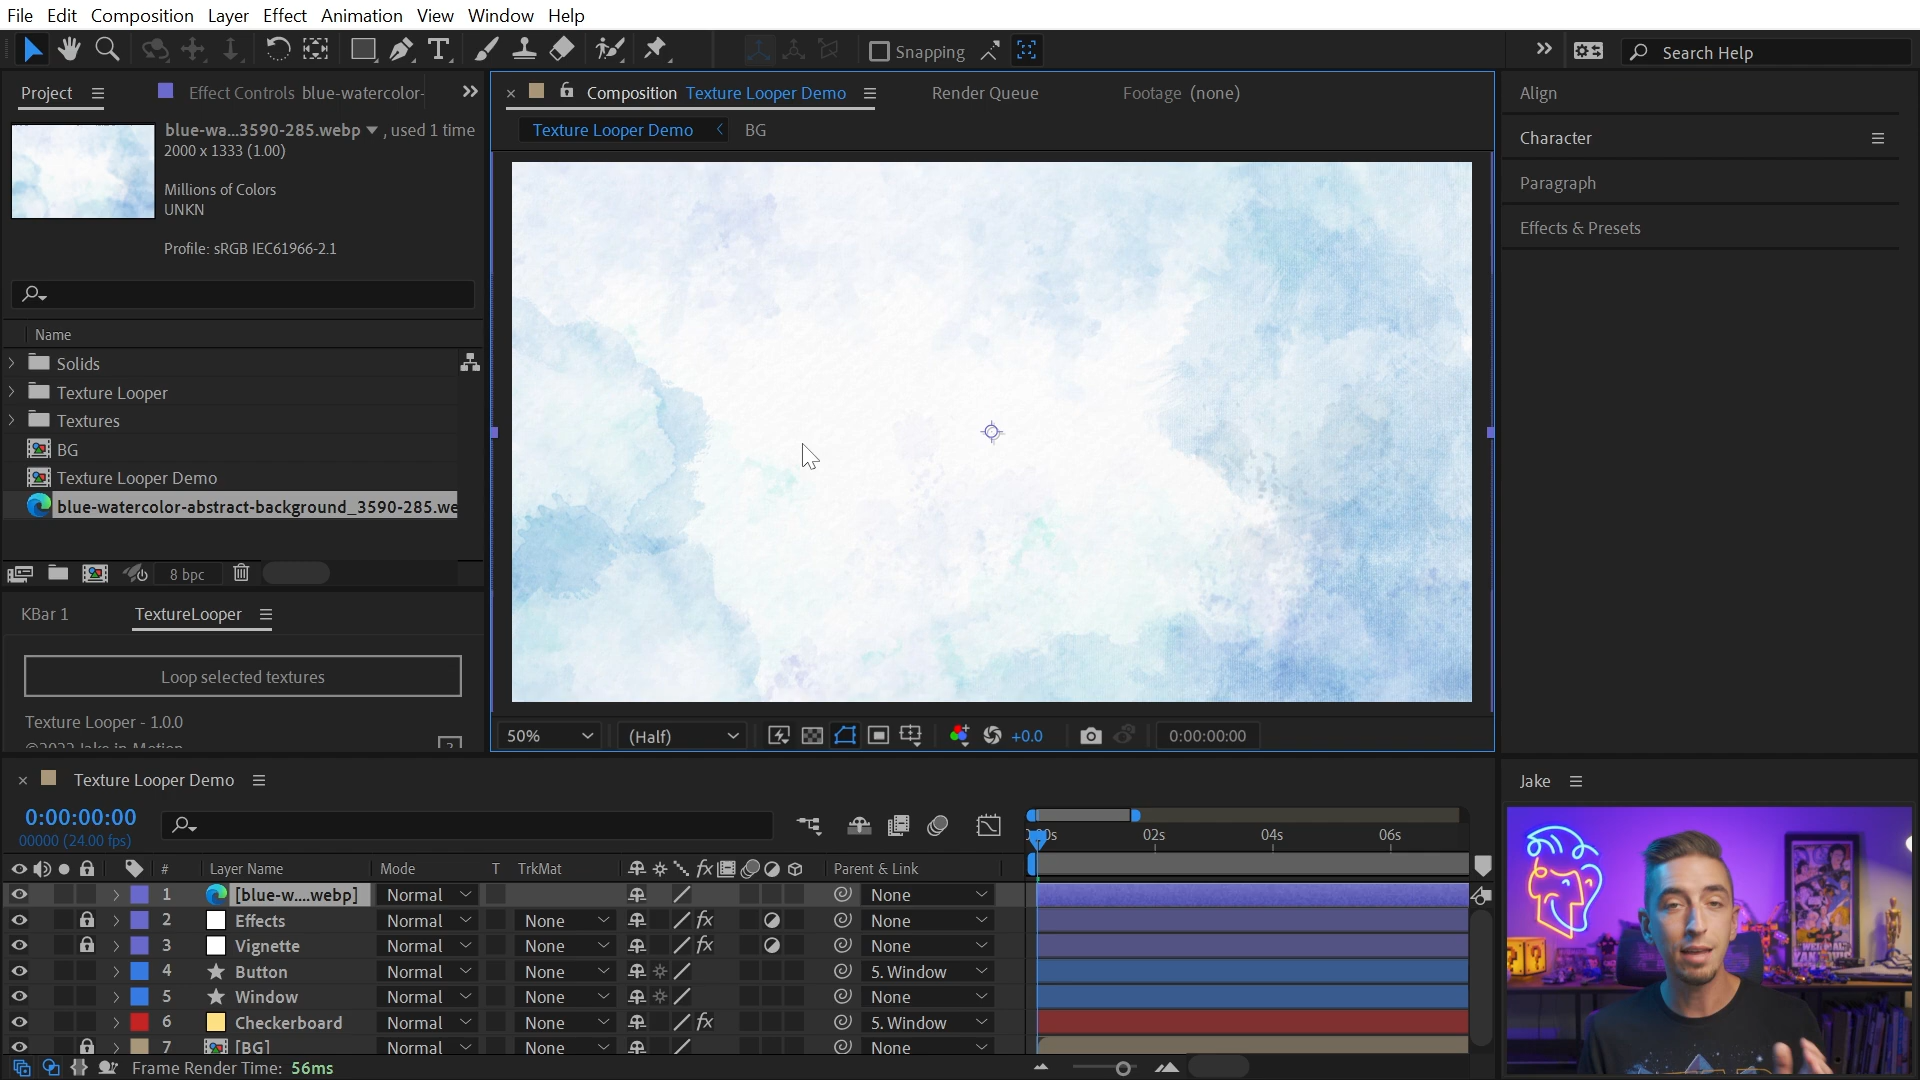 File Edit Composition Layer Effect Animation View Window Help
Snapping
Search Help
Project
Effect Controls blue-watercolor-
Composition Texture Looper Demo
Render Queue
Footage (none)
Align
Texture Looper Demo
BG
Character
Paragraph
Effects & Presets
blue-wa...3590-285.webp , used 1 time
2000 x 1333 (1.00)
Millions of Colors
UNKN
Profile: sRGB IEC61966-2.1
Name
Solids
Texture Looper
Textures
BG
Texture Looper Demo
blue-watercolor-abstract-background_3590-285.we
8 bpc
KBar 1
TextureLooper
Loop selected textures
Texture Looper - 1.0.0
50%
(Half)
+0.0
0:00:00:00
Texture Looper Demo
Jake
0:00:00:00
00000 (24.00 fps)
02s 04s 06s
# Layer Name Mode T TrkMat fx Parent & Link
1 [blue-w....webp] Normal None
2 Effects Normal None fx None
3 Vignette Normal None fx None
4 Button Normal None 5. Window
5 Window Normal None None
6 Checkerboard Normal None fx 5. Window
7 [BG] Normal None None
Frame Render Time: 56ms